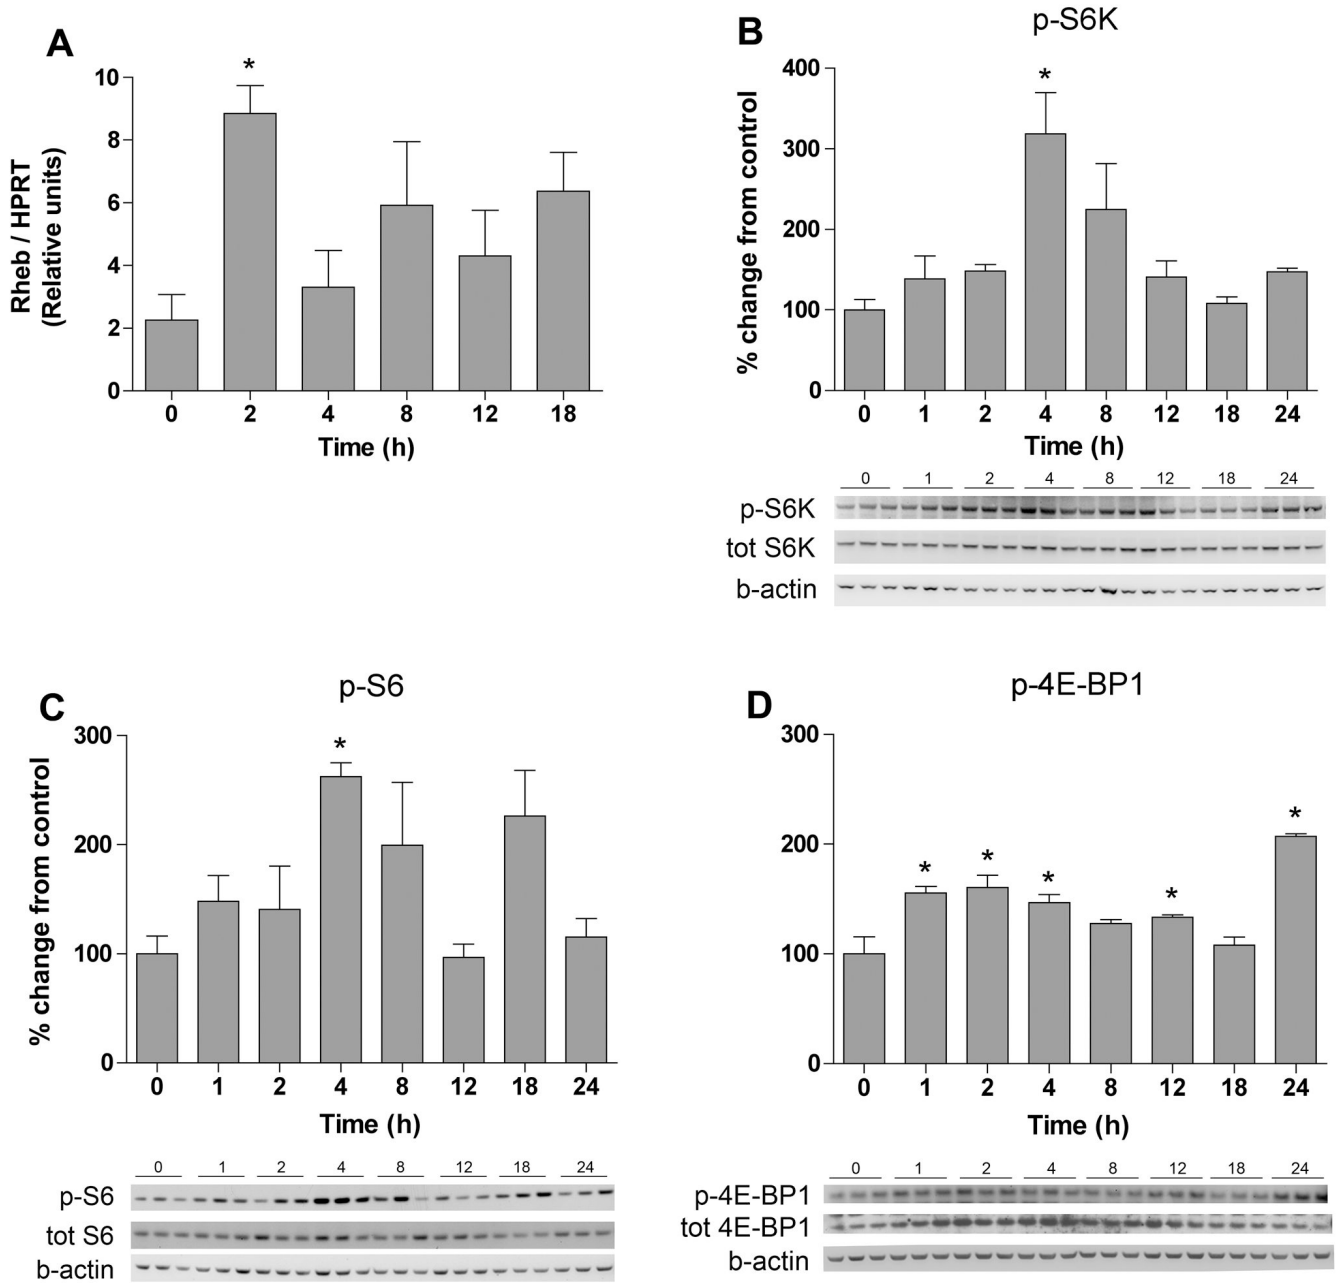 A
10
8
6
4
2
0
Rheb / HPRT
(Relative units)
*
0 2 4 8 12 18
Time (h)
B
p-S6K
400
300
200
100
0
% change from control
*
0 1 2 4 8 12 18 24
Time (h)
0 1 2 4 8 12 18 24
p-S6K
tot S6K
b-actin
C
p-S6
300
200
100
0
% change from control
*
0 1 2 4 8 12 18 24
Time (h)
0 1 2 4 8 12 18 24
p-S6
tot S6
b-actin
D
p-4E-BP1
300
200
100
0
* * * * *
0 1 2 4 8 12 18 24
Time (h)
0 1 2 4 8 12 18 24
p-4E-BP1
tot 4E-BP1
b-actin